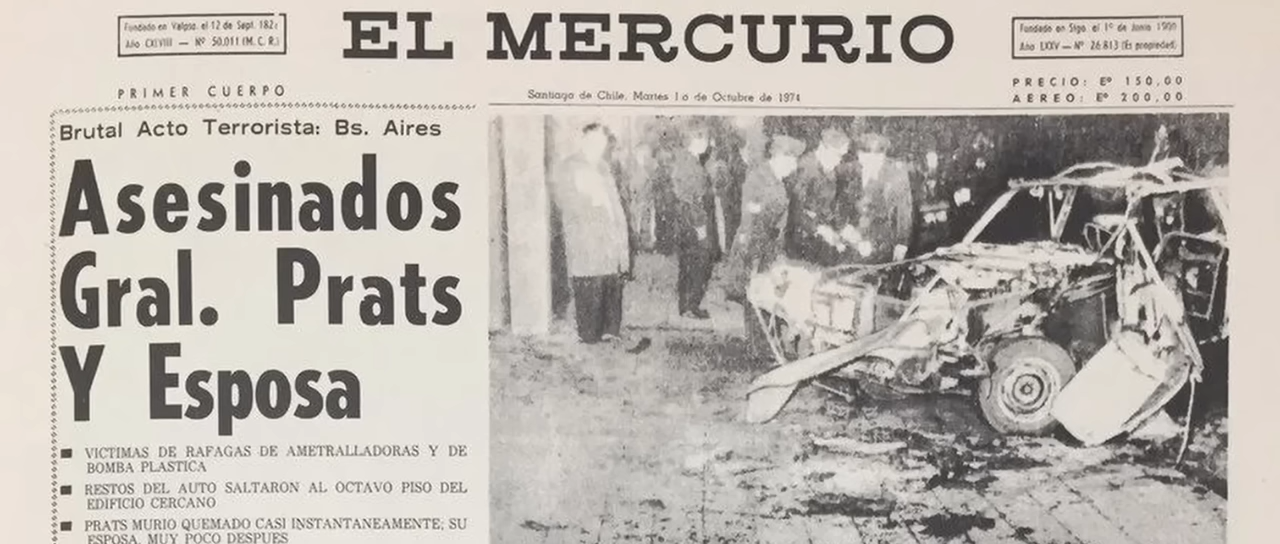 Fundado en Valpso. el 12 de Sept. 182
Año CXLVIII — Nº 50.011 (M. C. R.)
EL MERCURIO
Fundado en Stgo. el 1º de Junio 1900
Año LXXV — Nº 26.813 (Es propiedad)
PRECIO: Eº 150,00
AEREO: Eº 200,00
PRIMER CUERPO
Santiago de Chile, Martes 1o de Octubre de 1974
Brutal Acto Terrorista: Bs. Aires
Asesinados
Gral. Prats
Y Esposa
VICTIMAS DE RAFAGAS DE AMETRALLADORAS Y DE
BOMBA PLASTICA
RESTOS DEL AUTO SALTARON AL OCTAVO PISO DEL
EDIFICIO CERCANO
PRATS MURIO QUEMADO CASI INSTANTANEAMENTE; SU
ESPOSA, MUY POCO DESPUES